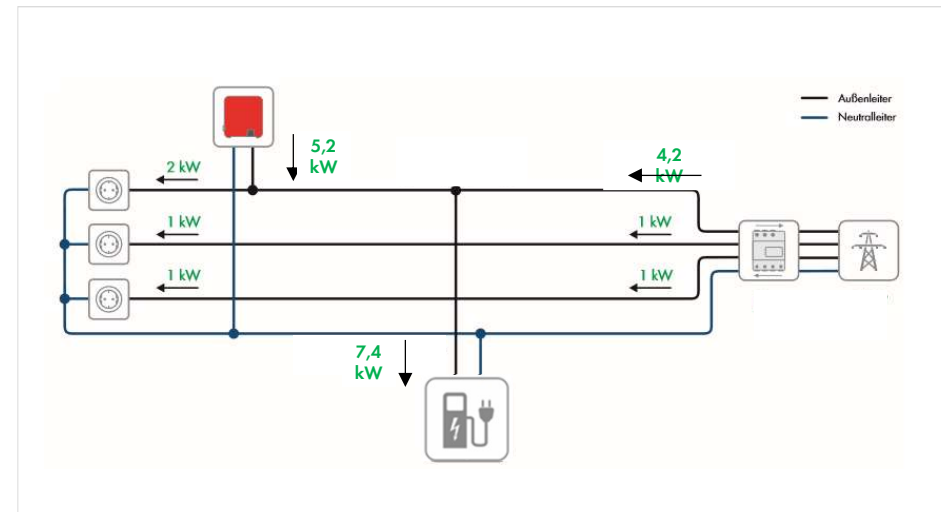 Außenleiter
Neutralleiter
5,2
kW
4,2
kW
2 kW
1 kW
1 kW
1 kW
1 kW
7,4
kW